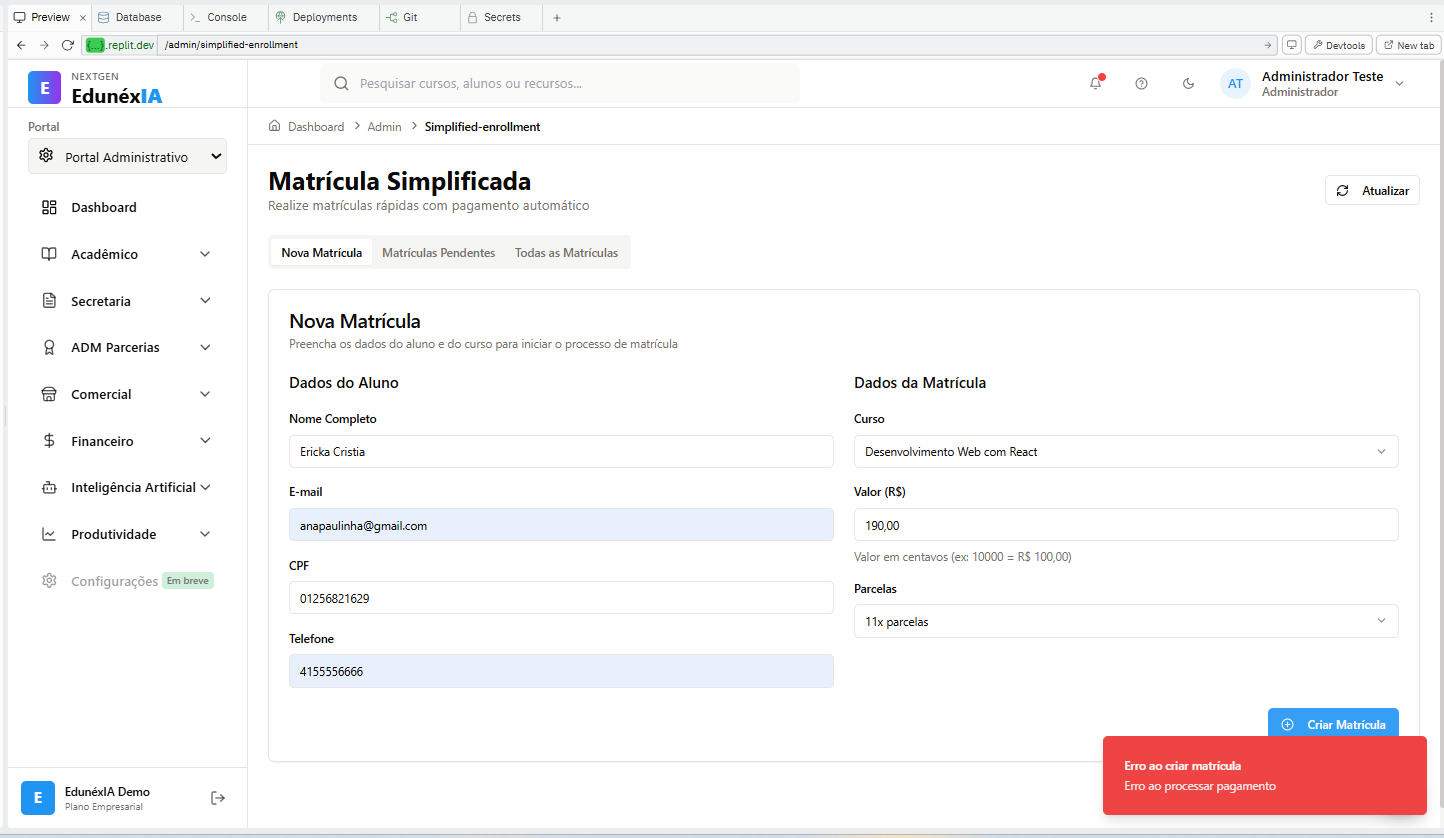 Preview
Database
Console
Deployments
Git
Secrets
{...}.replit.dev /admin/simplified-enrollment
Devtools
New tab
E
NEXTGEN
EdunéxIA
Pesquisar cursos, alunos ou recursos...
AT
Administrador Teste
Administrador
Portal
Portal Administrativo
Dashboard
Acadêmico
Secretaria
ADM Parcerias
Comercial
Financeiro
Inteligência Artificial
Produtividade
Configurações Em breve
E
EdunéxIA Demo
Plano Empresarial
Dashboard > Admin > Simplified-enrollment
Matrícula Simplificada
Realize matrículas rápidas com pagamento automático
Atualizar
Nova Matrícula
Matrículas Pendentes
Todas as Matrículas
Nova Matrícula
Preencha os dados do aluno e do curso para iniciar o processo de matrícula
Dados do Aluno
Nome Completo
Ericka Cristia
E-mail
anapaulinha@gmail.com
CPF
01256821629
Telefone
4155556666
Dados da Matrícula
Curso
Desenvolvimento Web com React
Valor (R$)
190,00
Valor em centavos (ex: 10000 = R$ 100,00)
Parcelas
11x parcelas
Criar Matrícula
Erro ao criar matrícula
Erro ao processar pagamento